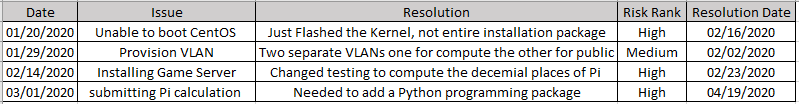 Date Issue Resolution Risk Rank Resolution Date
01/20/2020 Unable to boot CentOS Just Flashed the Kernel, not entire installation package High 02/16/2020
01/29/2020 Provision VLAN Two separate VLANs one for compute the other for public Medium 02/02/2020
02/14/2020 Installing Game Server Changed testing to compute the decemial places of Pi High 02/23/2020
03/01/2020 submitting Pi calculation Needed to add a Python programming package High 04/19/2020